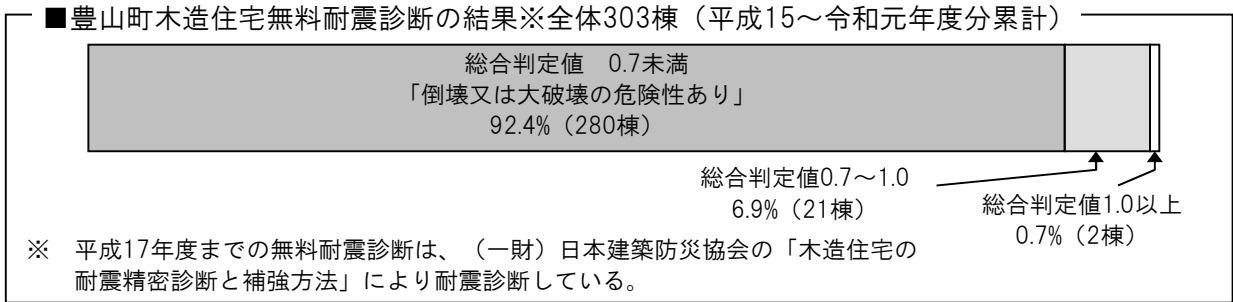 ■豊山町木造住宅無料耐震診断の結果※全体303棟（平成15～令和元年度分累計）
総合判定値　0.7未満
「倒壊又は大破壊の危険性あり」
92.4%（280棟）
総合判定値0.7～1.0
6.9%（21棟）
総合判定値1.0以上
0.7%（2棟）
※　平成17年度までの無料耐震診断は、（一財）日本建築防災協会の「木造住宅の
耐震精密診断と補強方法」により耐震診断している。